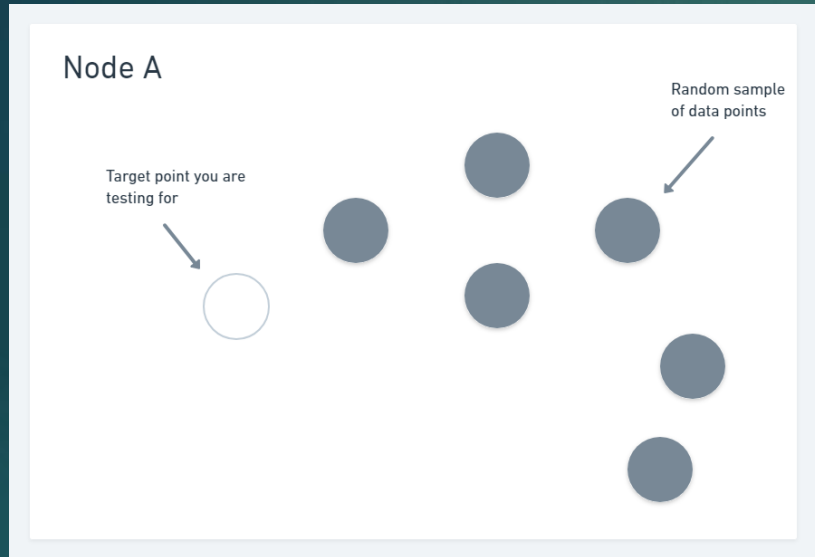 Node A
Random sample
of data points
Target point you are
testing for